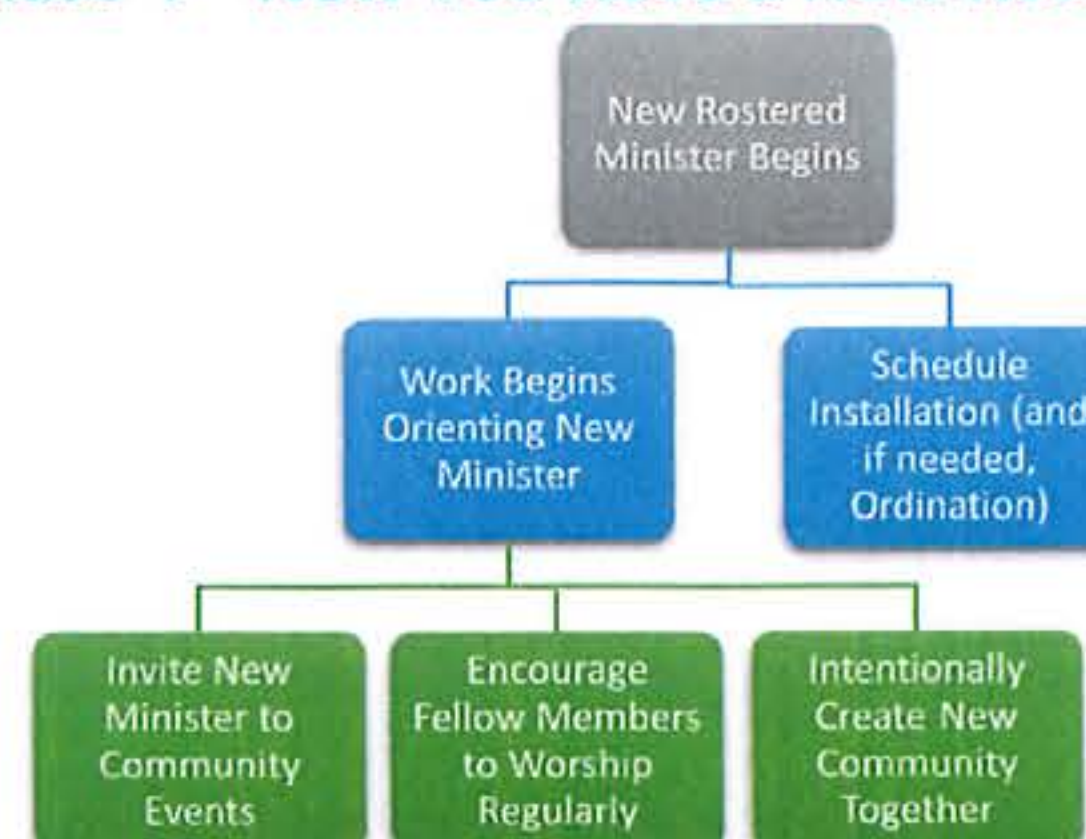 New Rostered
Minister Begins
Work Begins
Orienting New
Minister
Schedule
Installation (and
if needed,
Ordination)
Invite New
Minister to
Community
Events
Encourage
Fellow Members
to Worship
Regularly
Intentionally
Create New
Community
Together